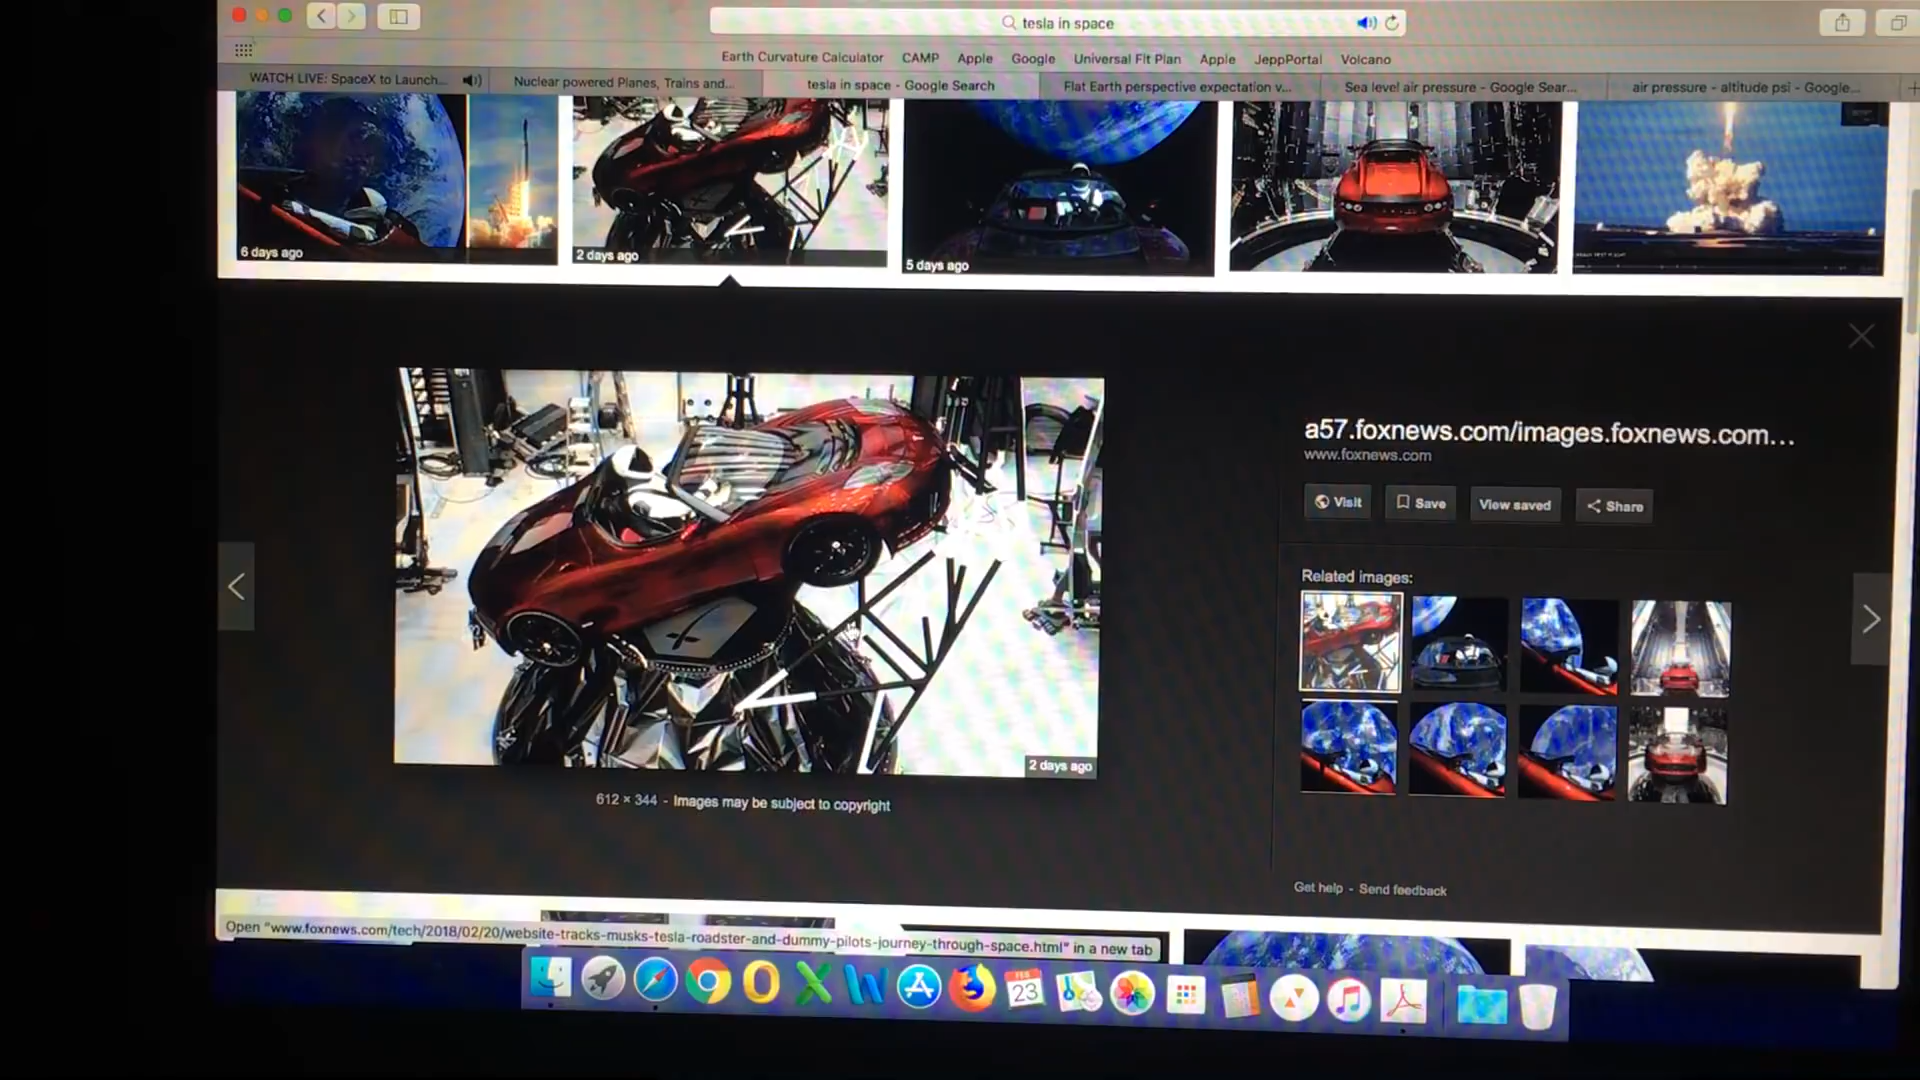 tesla in space
Earth Curvature Calculator CAMP Apple Google Universal Flt Plan Apple JeppPortal Volcano
WATCH LIVE: SpaceX to Launch... Nuclear powered Planes, Trains and... tesla in space - Google Search Flat Earth perspective expectation v... Sea level air pressure - Google Sear... air pressure - altitude psi - Google...
6 days ago
2 days ago
5 days ago
a57.foxnews.com/images.foxnews.com...
www.foxnews.com
Visit Save View saved Share
Related images:
2 days ago
612 × 344 - Images may be subject to copyright
Get help - Send feedback
Open "www.foxnews.com/tech/2018/02/20/website-tracks-musks-tesla-roadster-and-dummy-pilots-journey-through-space.html" in a new tab
FEB
23